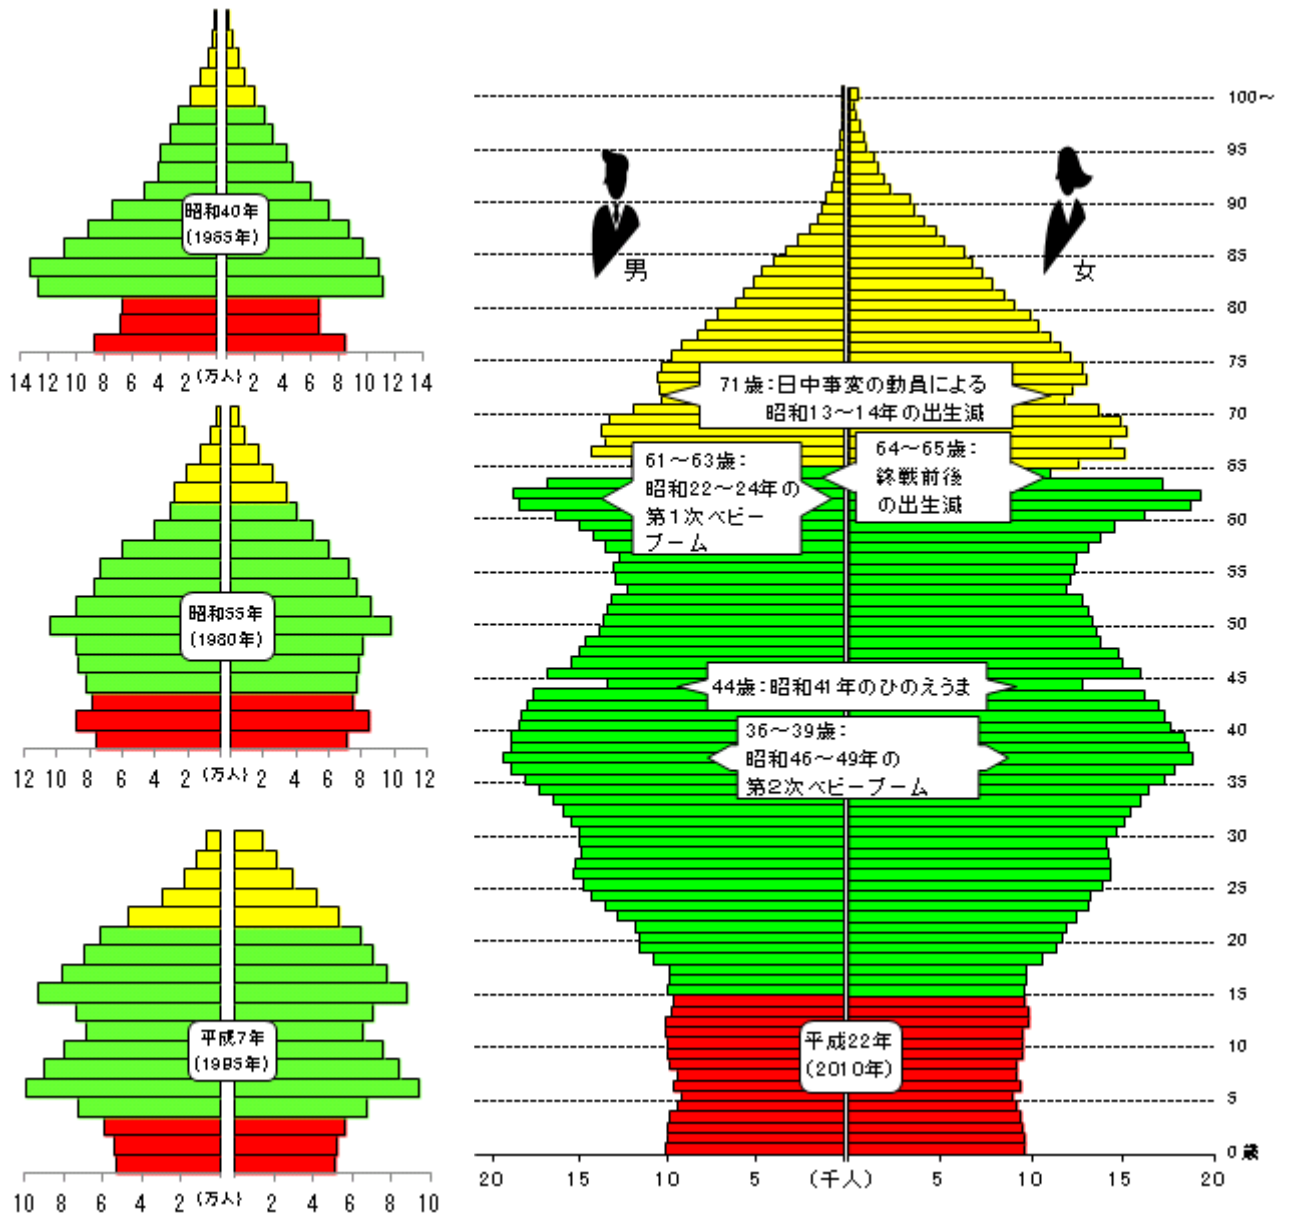 昭和40年
(1965年)
14 12 10 8 6 4 2 (万人) 2 4 6 8 10 12 14
昭和55年
(1980年)
12 10 8 6 4 2 (万人) 2 4 6 8 10 12
平成7年
(1995年)
10 8 6 4 2 (万人) 2 4 6 8 10
男
女
100～
95
90
85
80
75
71歳：日中事変の動員による
昭和13～14年の出生減
70
65
61～63歳：
昭和22～24年の
第1次ベビー
ブーム
64～65歳：
終戦前後
の出生減
60
55
50
45
44歳：昭和41年のひのえうま
40
36～39歳：
昭和46～49年の
第2次ベビーブーム
35
30
25
20
15
平成22年
(2010年)
10
5
0歳
20 15 10 (千人) 5 10 15 20